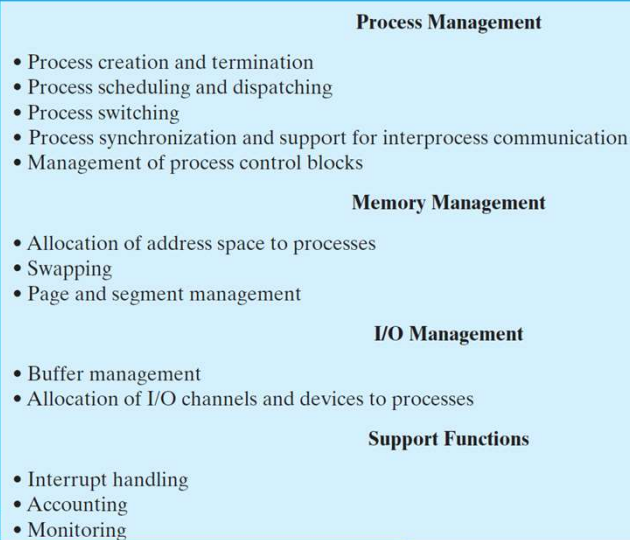 Process Management
• Process creation and termination
• Process scheduling and dispatching
• Process switching
• Process synchronization and support for interprocess communication
• Management of process control blocks
Memory Management
• Allocation of address space to processes
• Swapping
• Page and segment management
I/O Management
• Buffer management
• Allocation of I/O channels and devices to processes
Support Functions
• Interrupt handling
• Accounting
• Monitoring